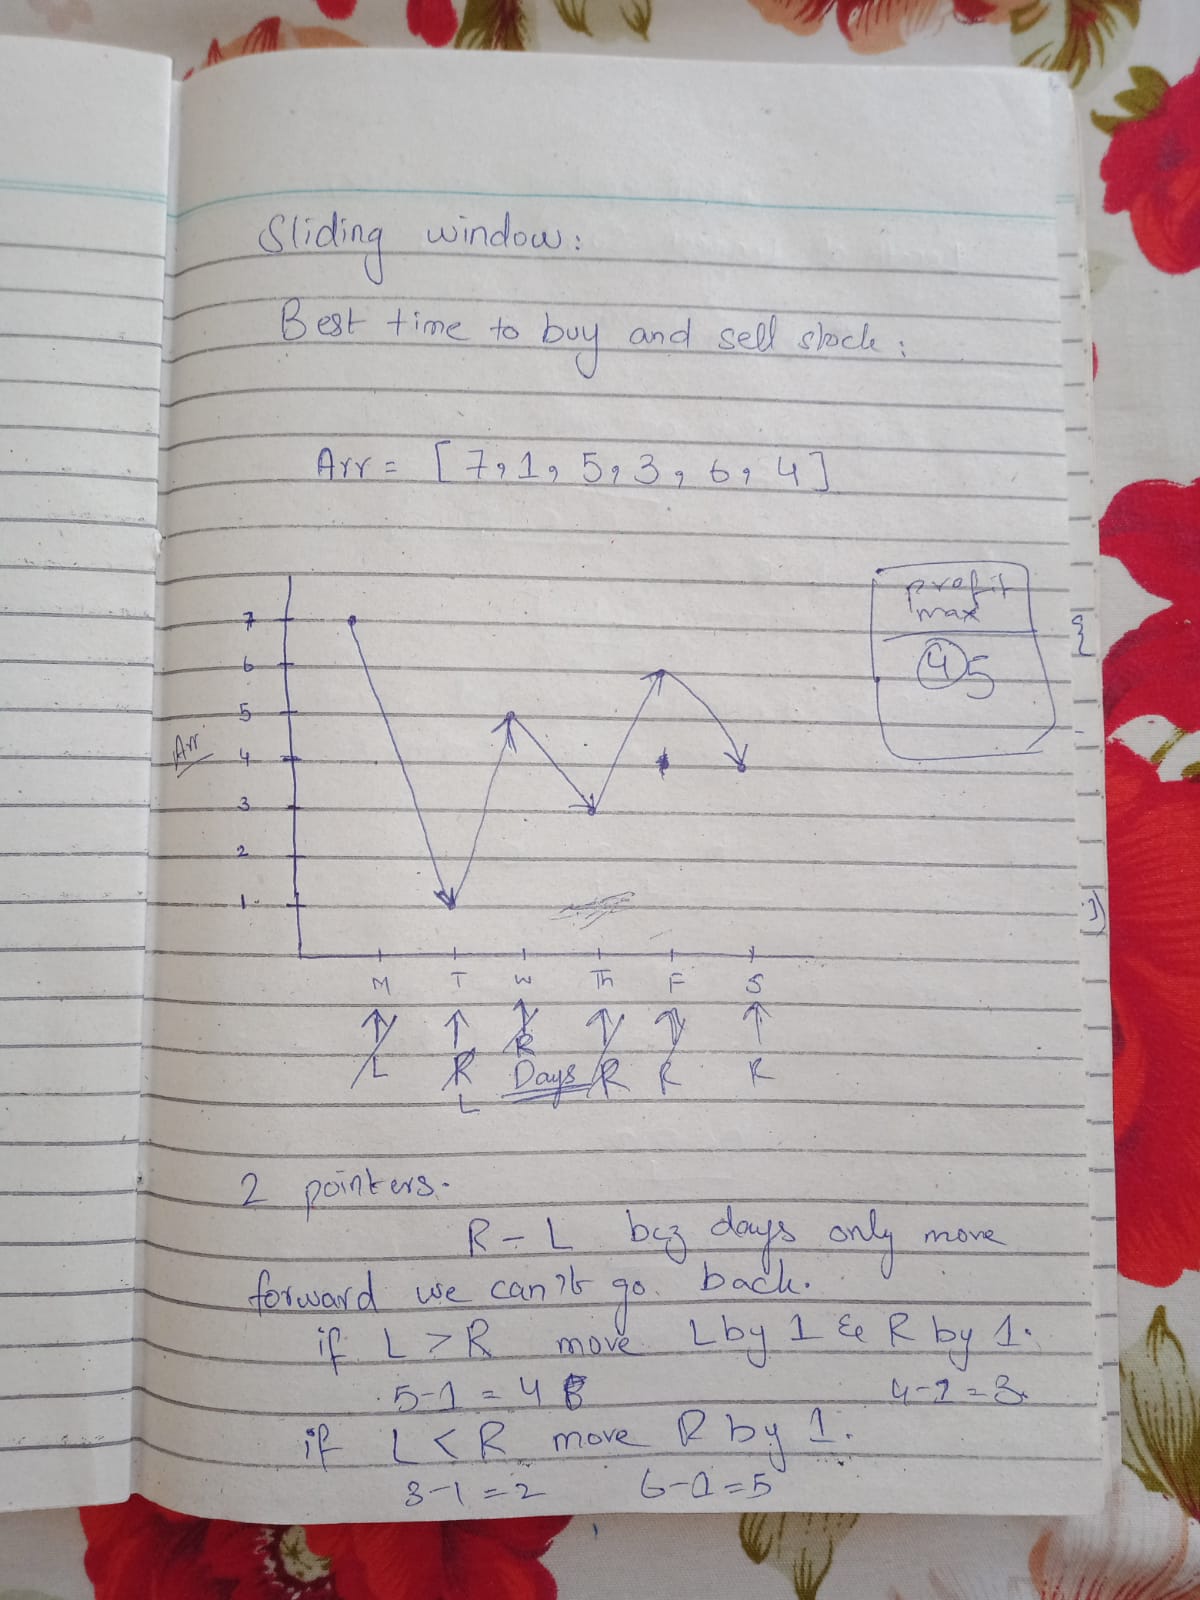 Sliding window:
Best time to buy and sell stock:
Arr = [7, 1, 5, 3, 6, 4]
profit
max
4 5
7
6
5
Arr
4
3
2
1
M T W Th F S
L R R Days R R R
L
2 pointers.
R - L bcz days only move
forward we can't go back.
if L > R move L by 1 & R by 1.
5-1 = 4 4-1=3.
if L < R move R by 1.
3-1=2 6-1=5